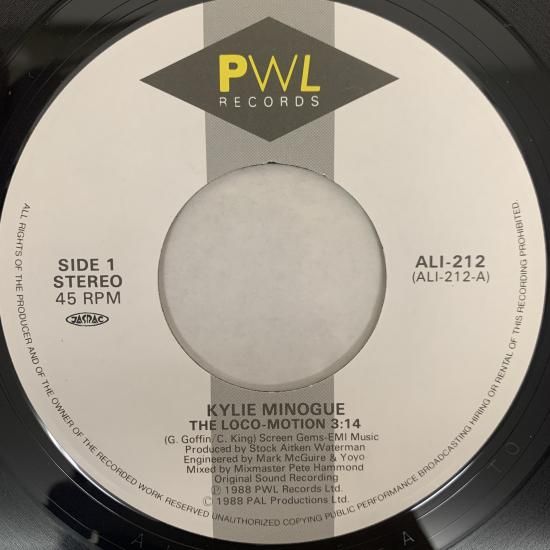 PWL
RECORDS
SIDE 1
STEREO
45 RPM
JASRAC
ALI-212
(ALI-212-A)
KYLIE MINOGUE
THE LOCO-MOTION 3:14
(G. Goffin/C. King) Screen Gems-EMI Music
Produced by Stock Aitken Waterman
Engineered by Mark McGuire & Yoyo
Mixed by Mixmaster Pete Hammond
Original Sound Recording
Ⓟ 1988 PWL Records Ltd.
© 1988 PAL Productions Ltd.
ALL RIGHTS OF THE PRODUCER AND OF THE OWNER OF THE RECORDED WORK RESERVED UNAUTHORIZED COPYING PUBLIC PERFORMANCE BROADCASTING HIRING OR RENTAL OF THIS RECORDING PROHIBITED.